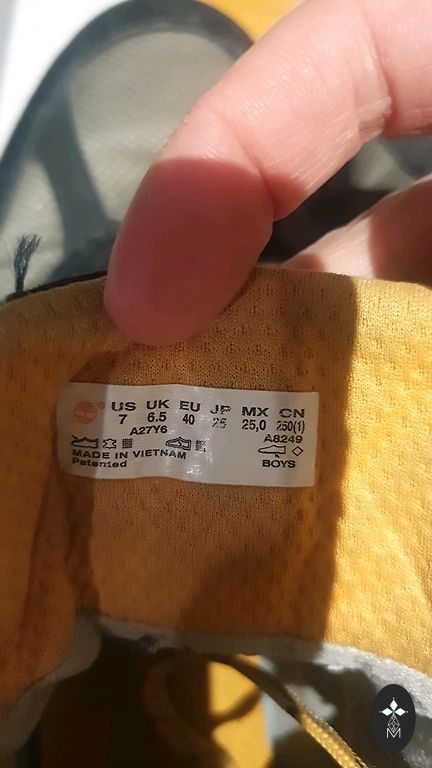 US UK EU JP MX CN
7 6.5 40 25 25,0 250(1)
A27Y6 A8249
MADE IN VIETNAM
Patented BOYS
M